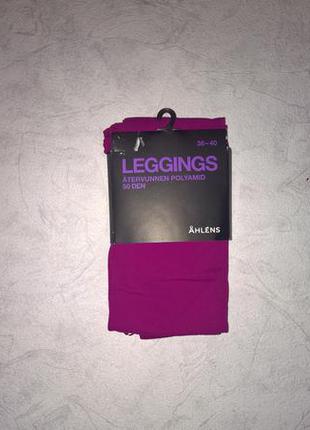 36–40
LEGGINGS
ÅTERVUNNEN POLYAMID
50 DEN
ÅHLÉNS